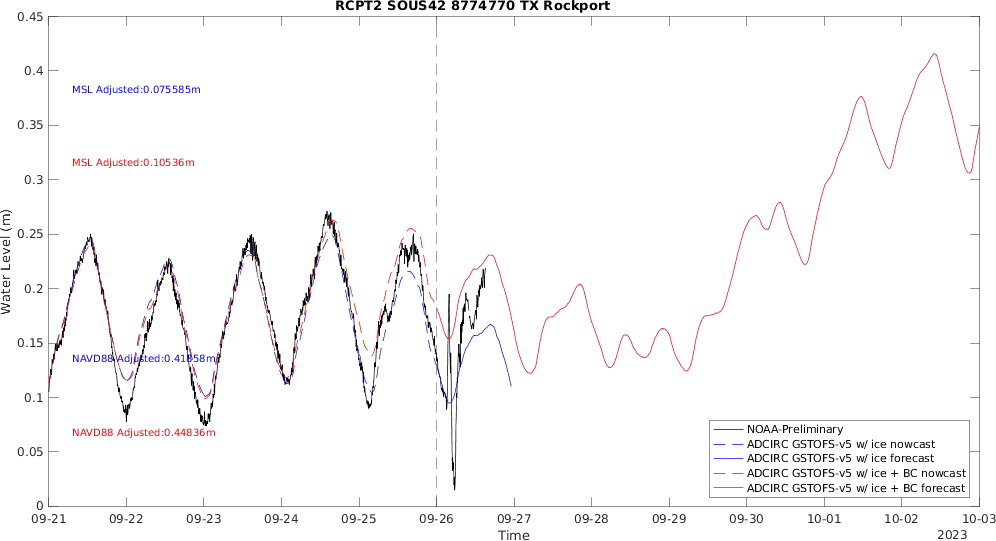 RCPT2 SOUS42 8774770 TX Rockport
0.45
0.4
0.35
0.3
0.25
0.2
0.15
0.1
0.05
0
Water Level (m)
MSL Adjusted:0.075585m
MSL Adjusted:0.10536m
NAVD88 Adjusted:0.41858m
NAVD88 Adjusted:0.44836m
NOAA-Preliminary
ADCIRC GSTOFS-v5 w/ ice nowcast
ADCIRC GSTOFS-v5 w/ ice forecast
ADCIRC GSTOFS-v5 w/ ice + BC nowcast
ADCIRC GSTOFS-v5 w/ ice + BC forecast
09-21 09-22 09-23 09-24 09-25 09-26 09-27 09-28 09-29 09-30 10-01 10-02 10-03
Time
2023